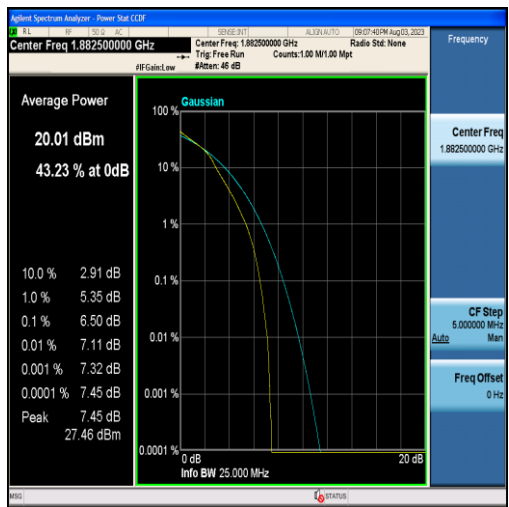 Agilent Spectrum Analyzer - Power Stat CCDF
RL RF 50 Ω AC SENSE:INT ALIGN AUTO 09:07:40 PM Aug 03, 2023
Center Freq 1.882500000 GHz
Center Freq: 1.882500000 GHz Radio Std: None
Trig: Free Run Counts:1.00 M/1.00 Mpt
#IFGain:Low #Atten: 46 dB
Frequency
Average Power
20.01 dBm
43.23 % at 0dB
10.0 % 2.91 dB
1.0 % 5.35 dB
0.1 % 6.50 dB
0.01 % 7.11 dB
0.001 % 7.32 dB
0.0001 % 7.45 dB
Peak 7.45 dB
27.46 dBm
Gaussian
100 %
10 %
1 %
0.1 %
0.01 %
0.001 %
0.0001 %
0 dB 20 dB
Info BW 25.000 MHz
Center Freq
1.882500000 GHz
CF Step
5.000000 MHz
Auto Man
Freq Offset
0 Hz
MSG STATUS